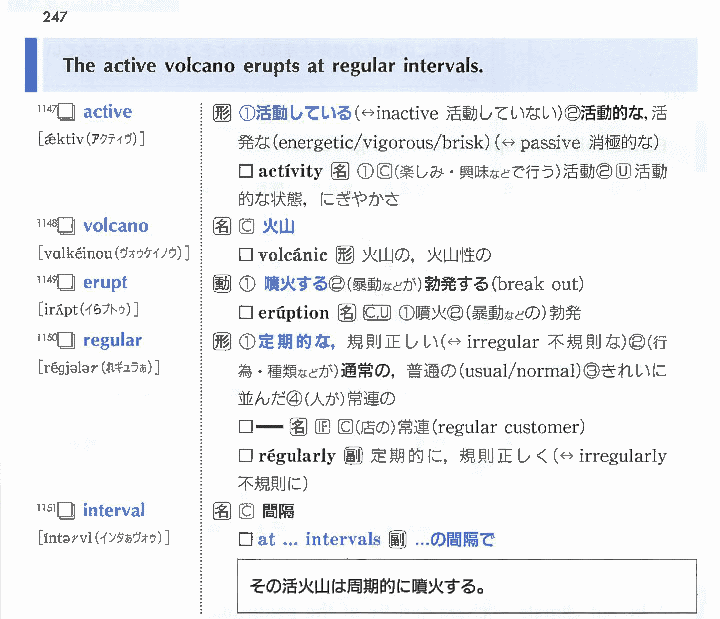 247
The active volcano erupts at regular intervals.
1147 active
[ǽktiv(アクティヴ)]
形 ①活動している(↔inactive 活動していない)②活動的な, 活
発な(energetic/vigorous/brisk)(↔ passive 消極的な)
□ actívity 名 ①Ⓒ(楽しみ・興味などで行う)活動②Ⓤ活動
的な状態, にぎやかさ
1148 volcano
[vɑlkéinou(ヴォゥケイノウ)]
名 Ⓒ 火山
□ volcánic 形 火山の, 火山性の
1149 erupt
[irʌ́pt(イらプトゥ)]
動 ① 噴火する②(暴動などが)勃発する(break out)
□ erúption 名 C,U ①噴火②(暴動などの)勃発
1150 regular
[régjələr(れギュラぁ)]
形 ①定期的な, 規則正しい(↔ irregular 不規則な)②(行
為・種類などが)通常の, 普通の(usual/normal)③きれいに
並んだ④(人が)常連の
□━ 名 Ⓒ(店の)常連(regular customer)
□ régularly 副 定期的に, 規則正しく(↔ irregularly
不規則に)
1151 interval
[íntərvl(インタぁヴォゥ)]
名 Ⓒ 間隔
□ at ... intervals 副 ...の間隔で
その活火山は周期的に噴火する。